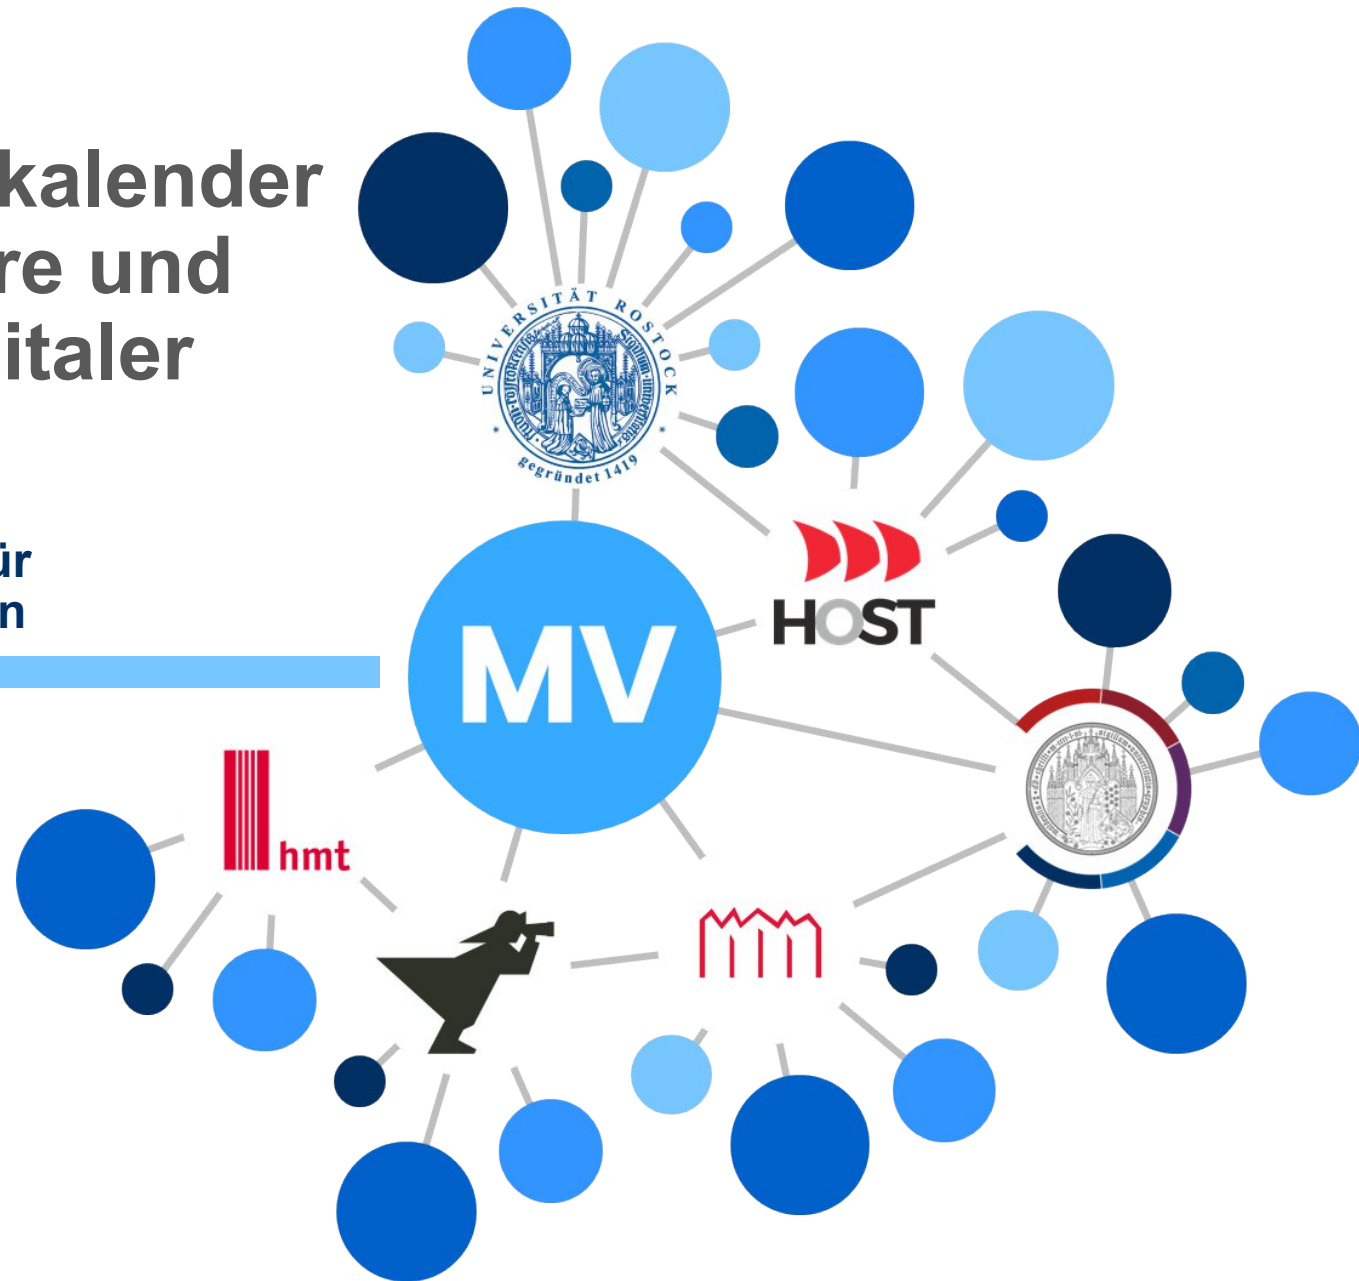 kalender
re und
italer
ür
n
UNIVERSITÄT ROSTOCK
gegründet 1419
HOST
MV
hmt